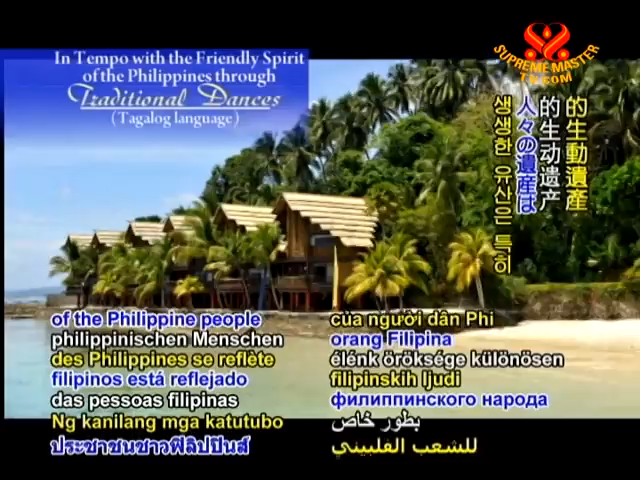 In Tempo with the Friendly Spirit
of the Philippines through
Traditional Dances
(Tagalog language)
SUPREME MASTER
TV.COM
的生動遺產
的生动遗产
人々の遺産は
생생한 유산은 특히
of the Philippine people
philippinischen Menschen
des Philippines se reflète
filipinos está reflejado
das pessoas filipinas
Ng kanilang mga katutubo
ประชาชนชาวฟิลิปปินส์
của người dân Phi
orang Filipina
élénk öröksége különösen
filipinskih ljudi
филиппинского народа
بطور خاص
للشعب الفلبيني